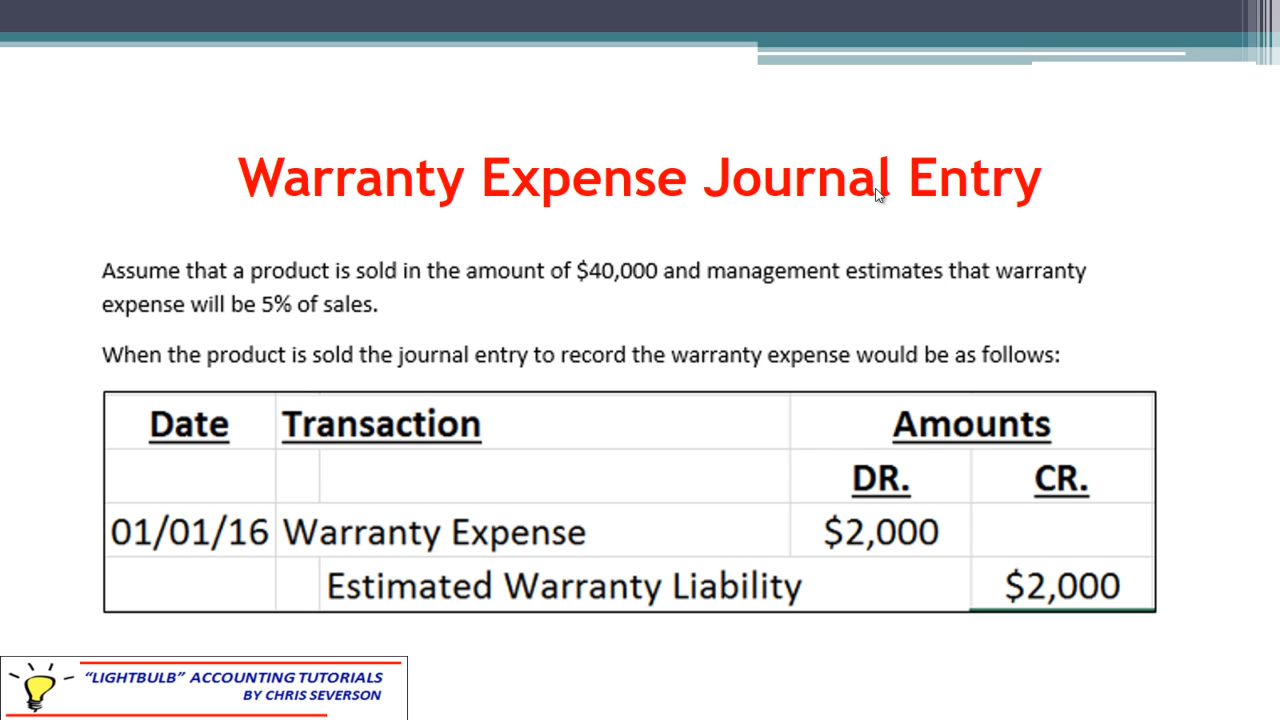 Warranty Expense Journal Entry
Assume that a product is sold in the amount of $40,000 and management estimates that warranty
expense will be 5% of sales.
When the product is sold the journal entry to record the warranty expense would be as follows:
Date Transaction Amounts
DR. CR.
01/01/16 Warranty Expense $2,000
Estimated Warranty Liability $2,000
“LIGHTBULB” ACCOUNTING TUTORIALS
BY CHRIS SEVERSON